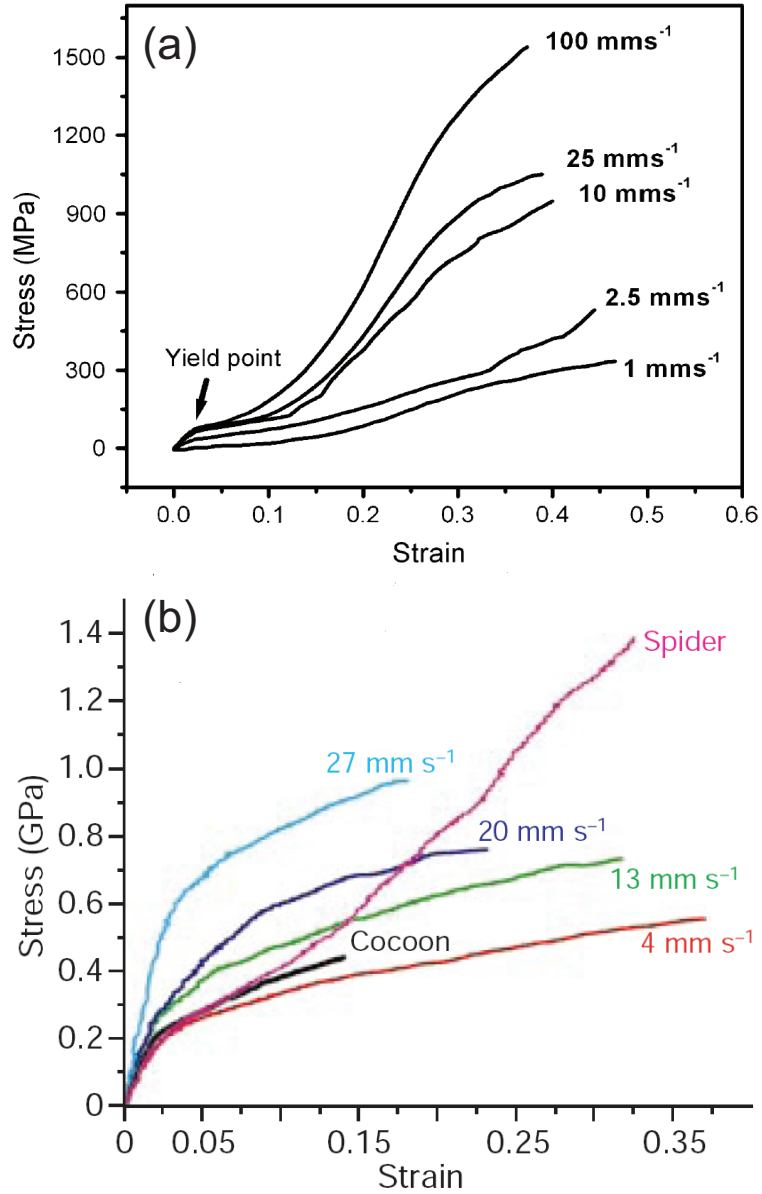 (a)
100 mms⁻¹
25 mms⁻¹
10 mms⁻¹
2.5 mms⁻¹
1 mms⁻¹
Yield point
Stress (MPa)
1500
1200
900
600
300
0
0.0 0.1 0.2 0.3 0.4 0.5 0.6
Strain
(b)
Spider
27 mm s⁻¹
20 mm s⁻¹
13 mm s⁻¹
Cocoon
4 mm s⁻¹
Stress (GPa)
1.4
1.2
1.0
0.8
0.6
0.4
0.2
0
0 0.05 0.15 0.25 0.35
Strain